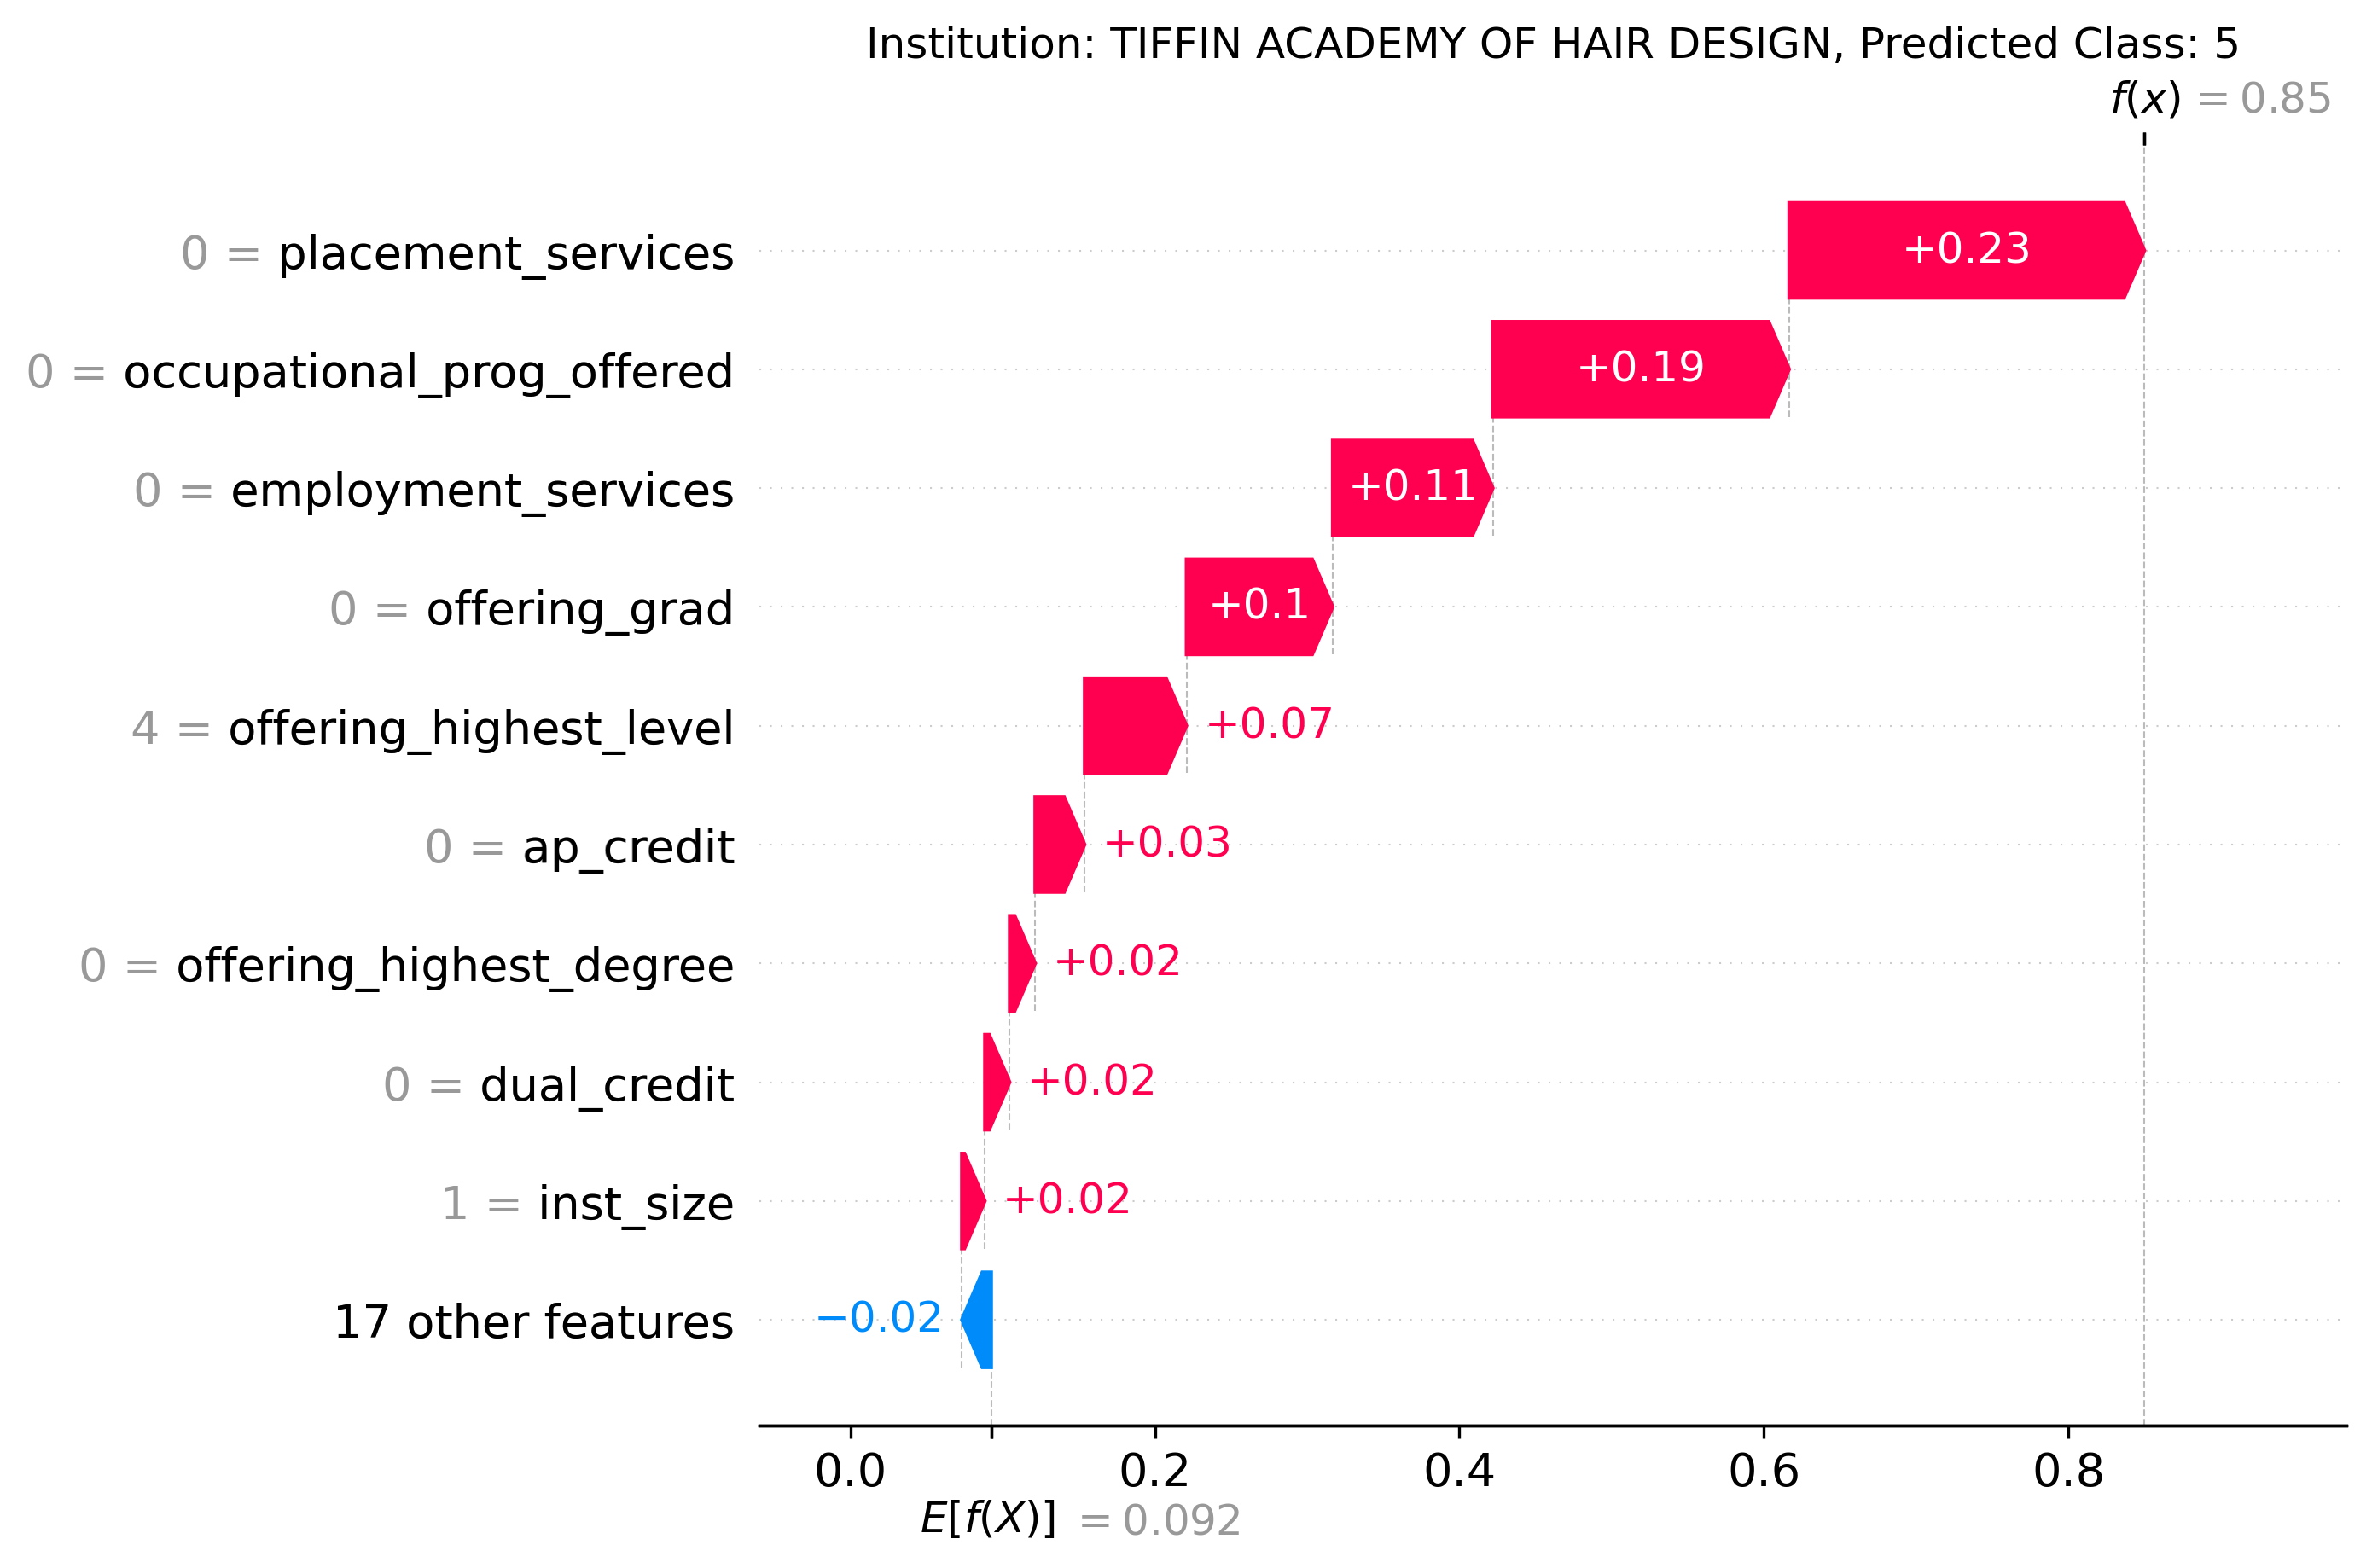 Institution: TIFFIN ACADEMY OF HAIR DESIGN, Predicted Class: 5
f(x) = 0.85
0 = placement_services +0.23
0 = occupational_prog_offered +0.19
0 = employment_services +0.11
0 = offering_grad +0.1
4 = offering_highest_level +0.07
0 = ap_credit +0.03
0 = offering_highest_degree +0.02
0 = dual_credit +0.02
1 = inst_size +0.02
17 other features −0.02
0.0 0.2 0.4 0.6 0.8
E[f(X)] = 0.092